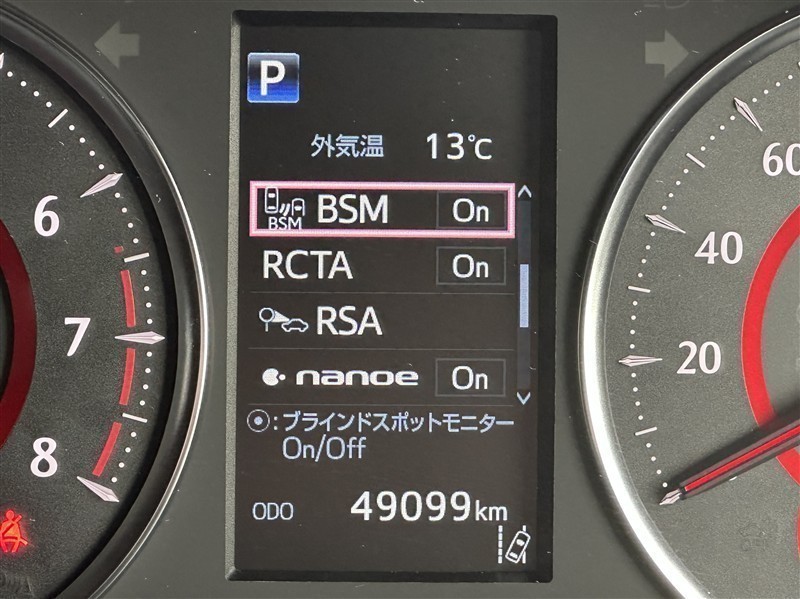 P
外気温 13℃
BSM BSM On
RCTA On
RSA
nanoe On
:ブラインドスポットモニター
On/Off
ODO 49099km
6
7
8
60
40
20